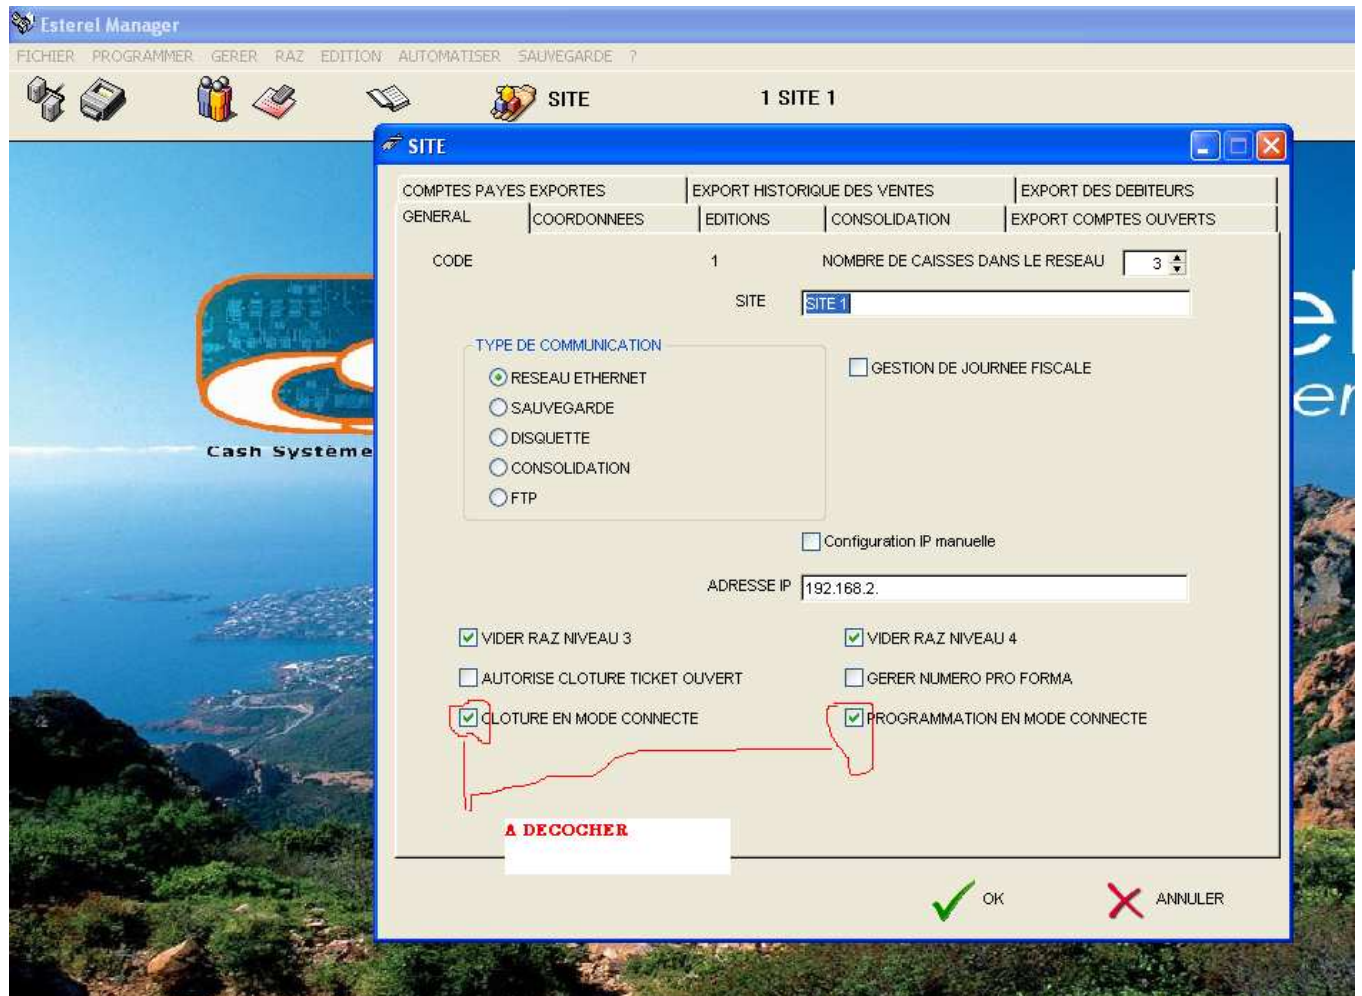 Esterel Manager
FICHIER PROGRAMMER GERER RAZ EDITION AUTOMATISER SAUVEGARDE ?
SITE 1 SITE 1
SITE
COMPTES PAYES EXPORTES EXPORT HISTORIQUE DES VENTES EXPORT DES DEBITEURS
GENERAL COORDONNEES EDITIONS CONSOLIDATION EXPORT COMPTES OUVERTS
CODE 1 NOMBRE DE CAISSES DANS LE RESEAU 3
SITE SITE 1
TYPE DE COMMUNICATION
RESEAU ETHERNET GESTION DE JOURNEE FISCALE
SAUVEGARDE
DISQUETTE
CONSOLIDATION
FTP
Configuration IP manuelle
ADRESSE IP 192.168.2.
VIDER RAZ NIVEAU 3 VIDER RAZ NIVEAU 4
AUTORISE CLOTURE TICKET OUVERT GERER NUMERO PRO FORMA
CLOTURE EN MODE CONNECTE PROGRAMMATION EN MODE CONNECTE
A DECOCHER
OK ANNULER
Cash Système
el
er